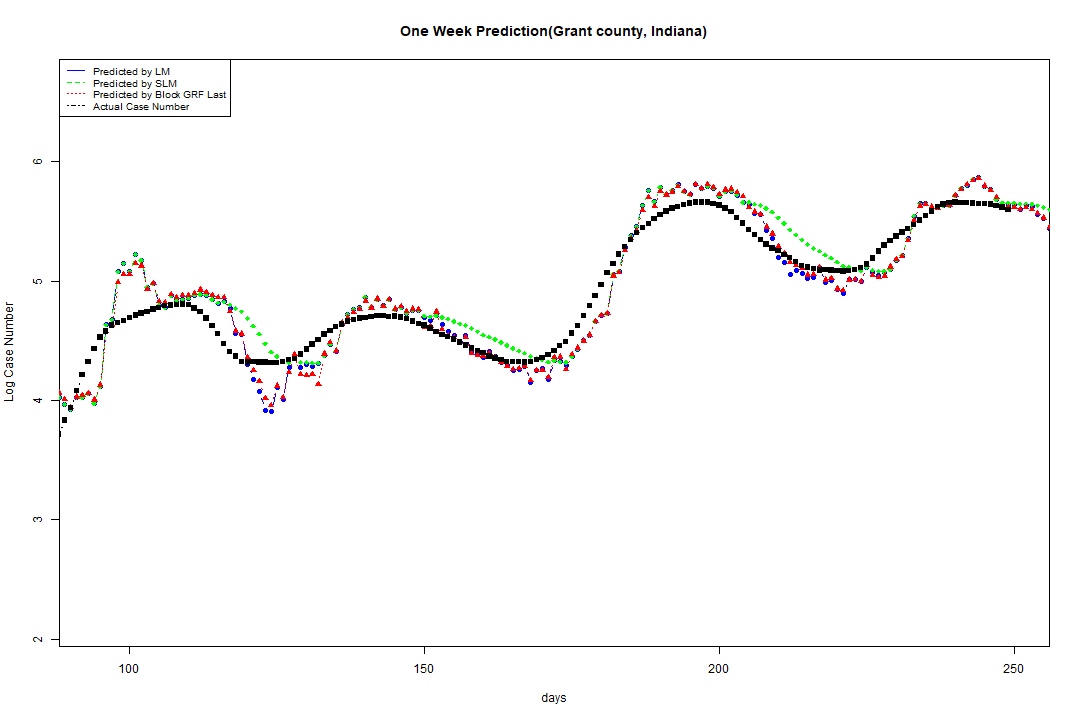 One Week Prediction(Grant county, Indiana)
Predicted by LM
Predicted by SLM
Predicted by Block GRF Last
Actual Case Number
Log Case Number
6
5
4
3
2
100 150 200 250
days